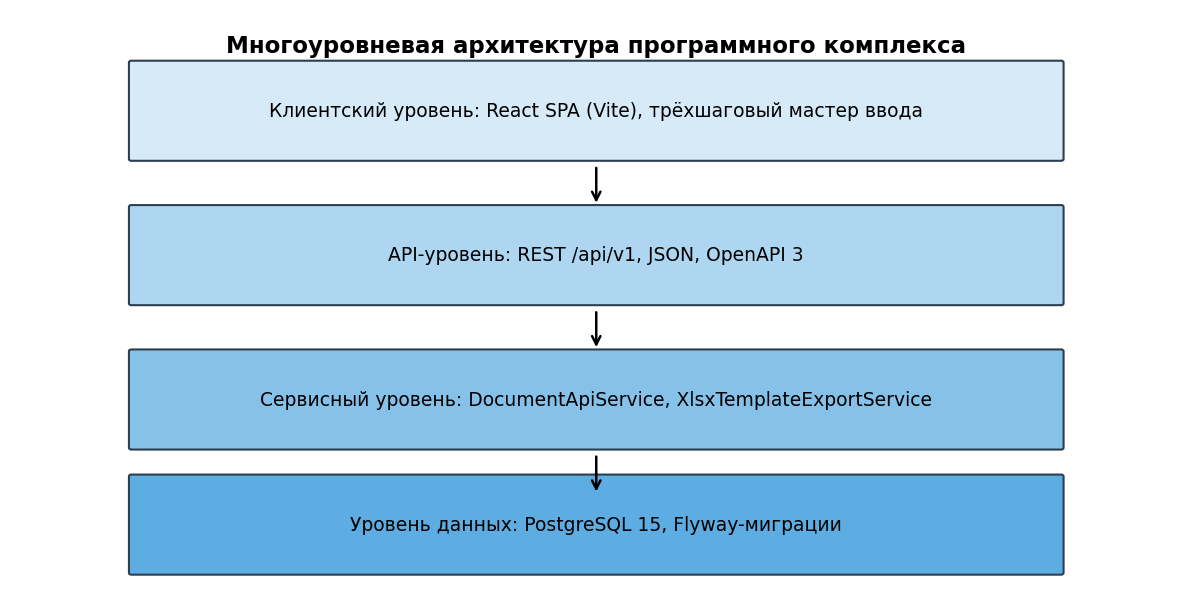 Многоуровневая архитектура программного комплекса
Клиентский уровень: React SPA (Vite), трёхшаговый мастер ввода
API-уровень: REST /api/v1, JSON, OpenAPI 3
Сервисный уровень: DocumentApiService, XlsxTemplateExportService
Уровень данных: PostgreSQL 15, Flyway-миграции